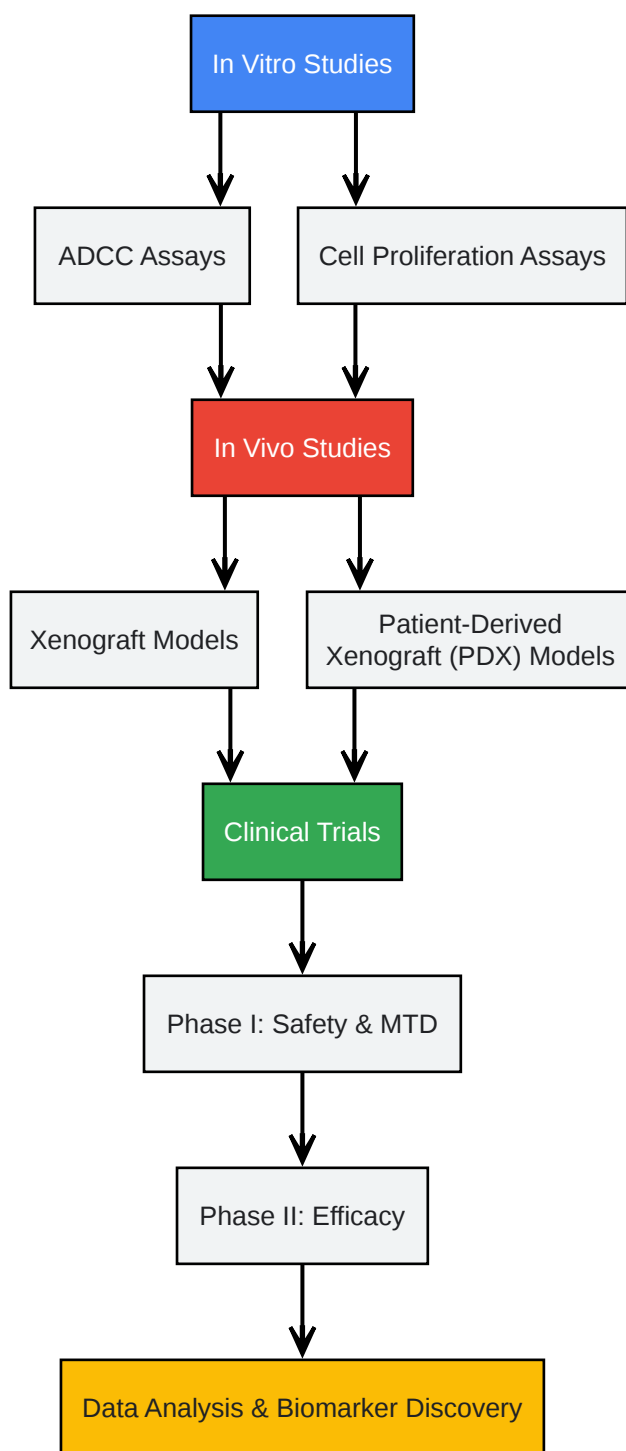 In Vitro Studies
ADCC Assays
Cell Proliferation Assays
In Vivo Studies
Xenograft Models
Patient-Derived
Xenograft (PDX) Models
Clinical Trials
Phase I: Safety & MTD
Phase II: Efficacy
Data Analysis & Biomarker Discovery